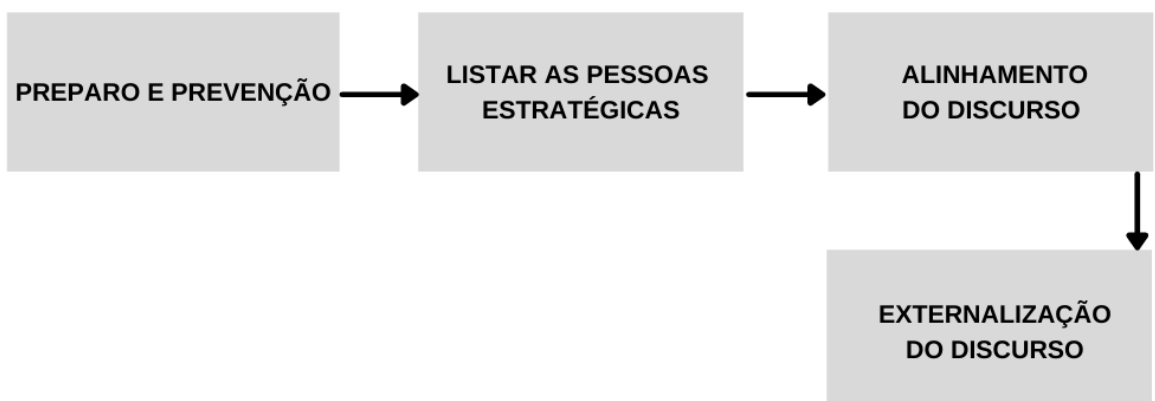 PREPARO E PREVENÇÃO
LISTAR AS PESSOAS
ESTRATÉGICAS
ALINHAMENTO
DO DISCURSO
EXTERNALIZAÇÃO
DO DISCURSO